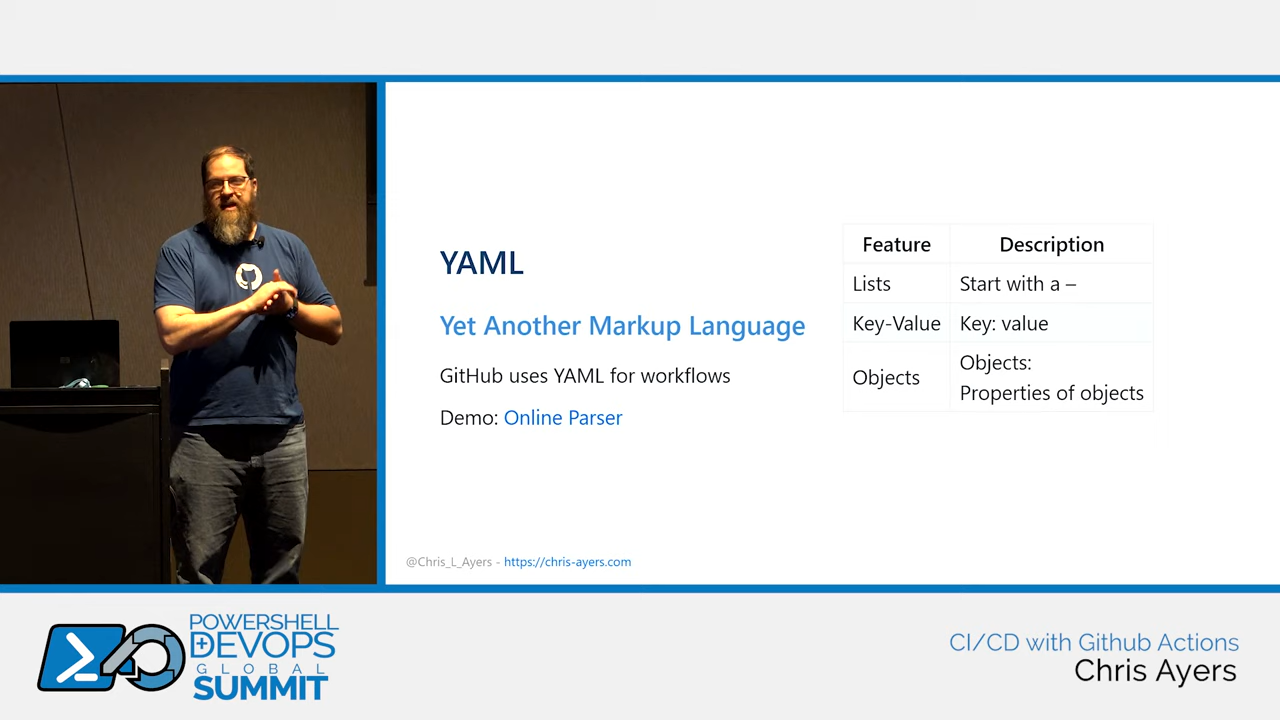 YAML
Yet Another Markup Language
GitHub uses YAML for workflows
Demo: Online Parser
Feature Description
Lists Start with a –
Key-Value Key: value
Objects Objects:
Properties of objects
@Chris_L_Ayers - https://chris-ayers.com
POWERSHELL
DEVOPS
GLOBAL
SUMMIT
CI/CD with Github Actions
Chris Ayers